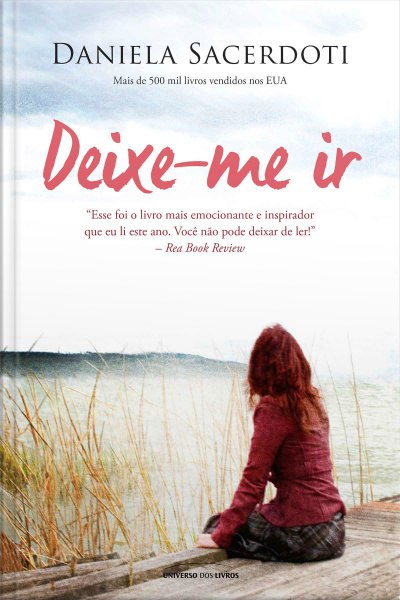 DANIELA SACERDOTI
Mais de 500 mil livros vendidos nos EUA
Deixe-me ir
“Esse foi o livro mais emocionante e inspirador
que eu li este ano. Você não pode deixar de ler!”
– Rea Book Review
UNIVERSO DOS LIVROS